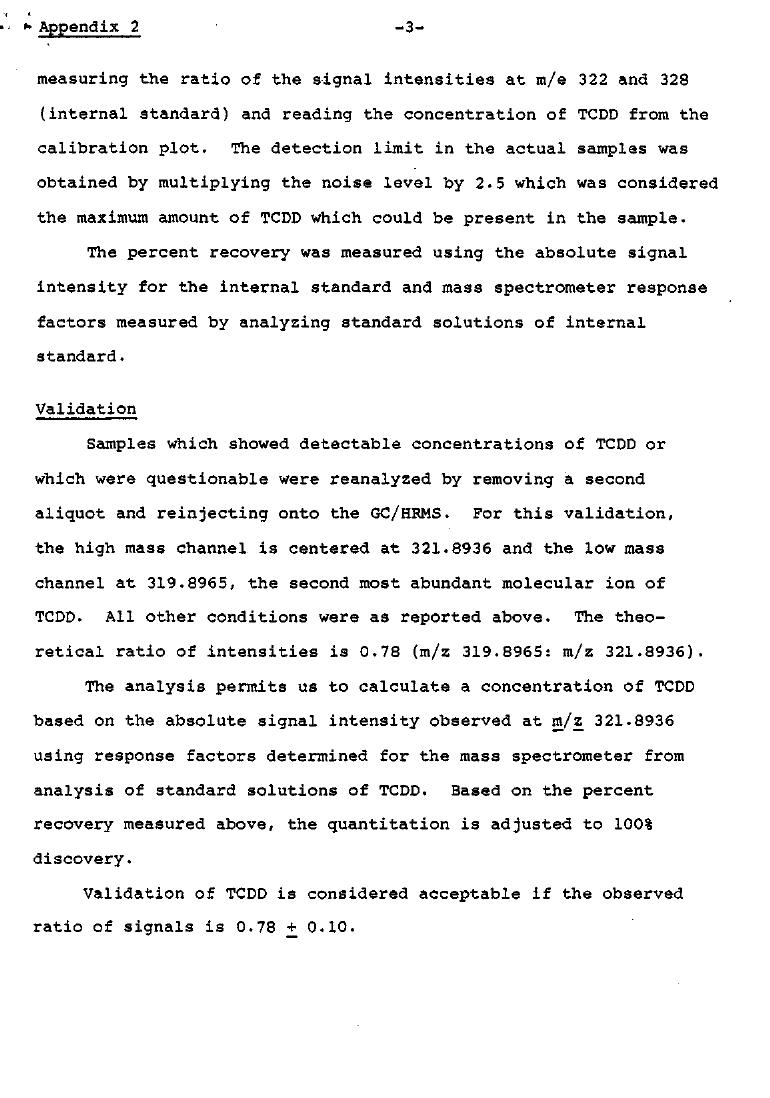 Appendix 2 -3-
measuring the ratio of the signal intensities at m/e 322 and 328
(internal standard) and reading the concentration of TCDD from the
calibration plot. The detection limit in the actual samples was
obtained by multiplying the noise level by 2.5 which was considered
the maximum amount of TCDD which could be present in the sample.
The percent recovery was measured using the absolute signal
intensity for the internal standard and mass spectrometer response
factors measured by analyzing standard solutions of internal
standard.
Validation
Samples which showed detectable concentrations of TCDD or
which were questionable were reanalyzed by removing a second
aliquot and reinjecting onto the GC/HRMS. For this validation,
the high mass channel is centered at 321.8936 and the low mass
channel at 319.8965, the second most abundant molecular ion of
TCDD. All other conditions were as reported above. The theo-
retical ratio of intensities is 0.78 (m/z 319.8965: m/z 321.8936).
The analysis permits us to calculate a concentration of TCDD
based on the absolute signal intensity observed at m/z 321.8936
using response factors determined for the mass spectrometer from
analysis of standard solutions of TCDD. Based on the percent
recovery measured above, the quantitation is adjusted to 100%
discovery.
Validation of TCDD is considered acceptable if the observed
ratio of signals is 0.78 ± 0.10.